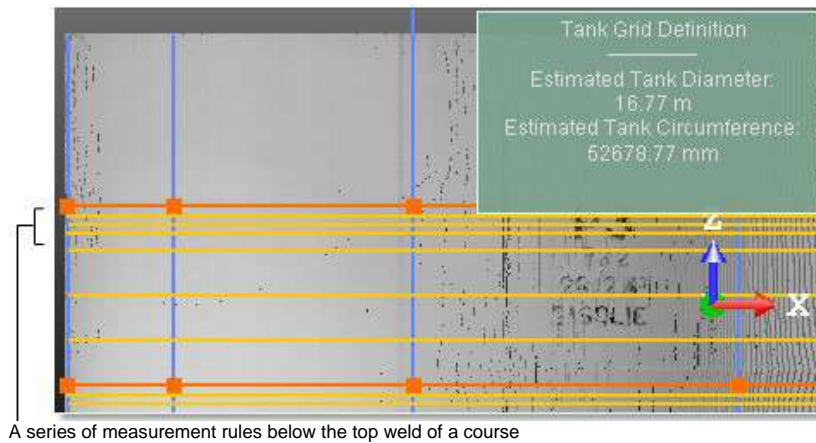 Tank Grid Definition
Estimated Tank Diameter:
16.77 m
Estimated Tank Circumference:
52678.77 mm
Z
X
A series of measurement rules below the top weld of a course